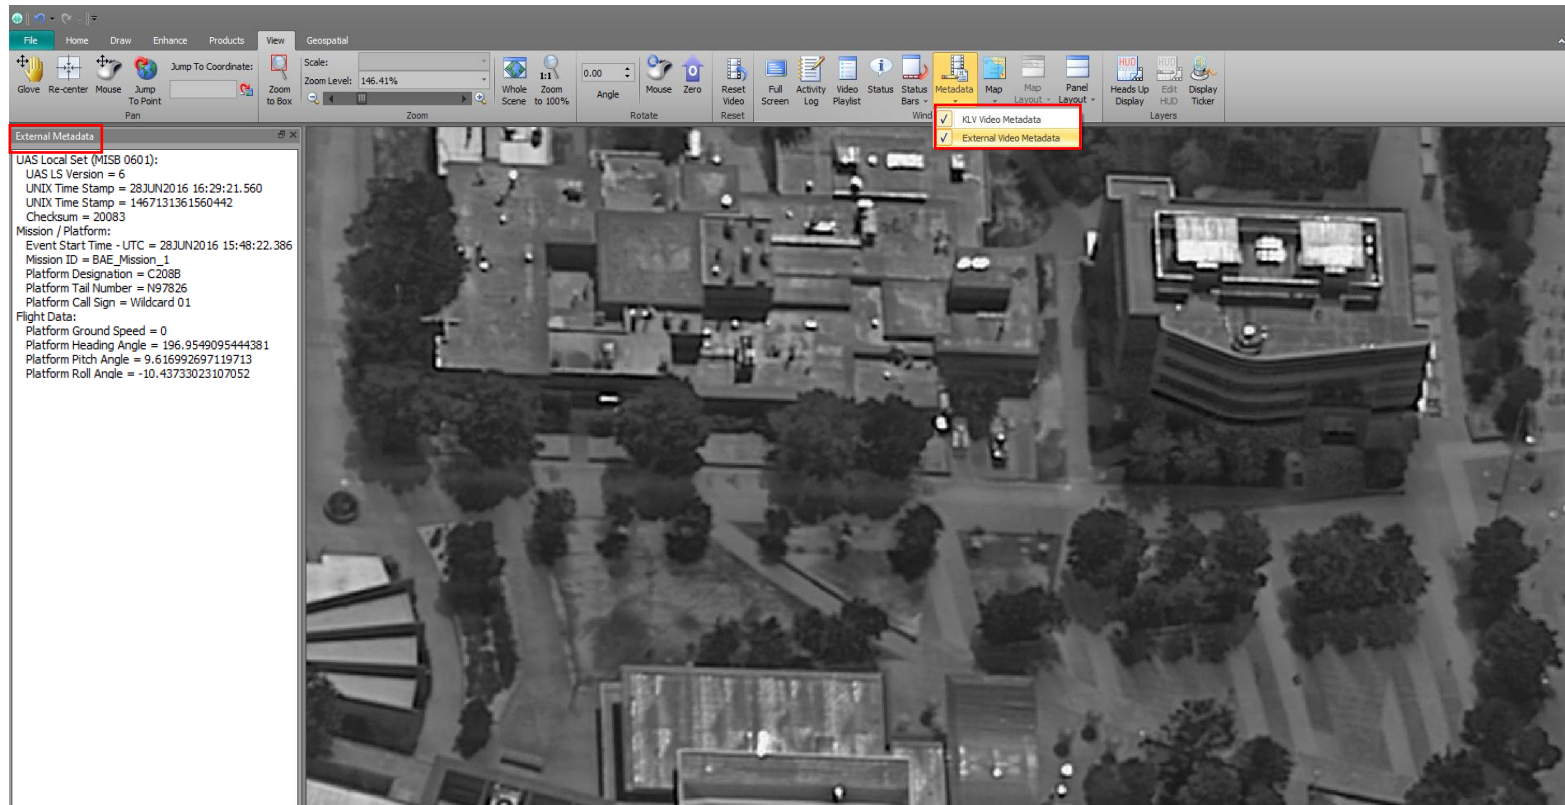 File Home Draw Enhance Products View Geospatial
Glove
Re-center
Mouse
Jump
To Point
Jump To Coordinate:
Pan
Zoom
to Box
Scale:
Zoom Level: 146.41%
Whole
Scene
1:1
Zoom
to 100%
Zoom
0.00
Angle
Mouse
Zero
Rotate
Reset
Video
Reset
Full
Screen
Activity
Log
Video
Playlist
Status
Status
Bars
Metadata
Map
Map
Layout
Panel
Layout
Wind
KLV Video Metadata
External Video Metadata
HUD
Heads Up
Display
HUD
Edit
HUD
Display
Ticker
Layers
External Metadata
UAS Local Set (MISB 0601):
UAS LS Version = 6
UNIX Time Stamp = 28JUN2016 16:29:21.560
UNIX Time Stamp = 1467131361560442
Checksum = 20083
Mission / Platform:
Event Start Time - UTC = 28JUN2016 15:48:22.386
Mission ID = BAE_Mission_1
Platform Designation = C208B
Platform Tail Number = N97826
Platform Call Sign = Wildcard 01
Flight Data:
Platform Ground Speed = 0
Platform Heading Angle = 196.9549095444381
Platform Pitch Angle = 9.616992697119713
Platform Roll Angle = -10.43733023107052